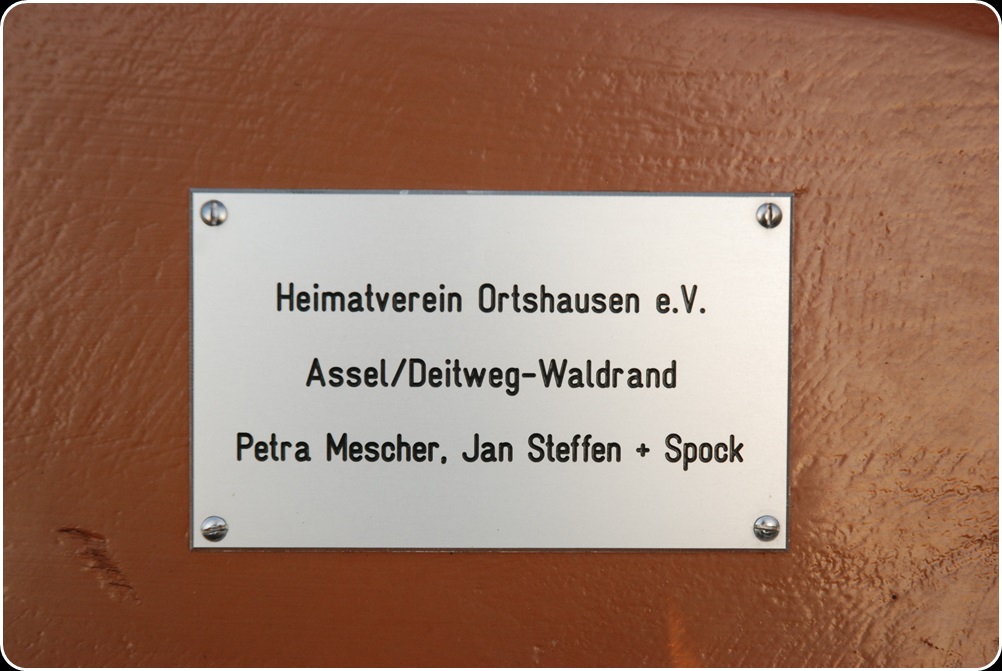 Heimatverein Ortshausen e.V.
Assel/Deitweg-Waldrand
Petra Mescher, Jan Steffen + Spock